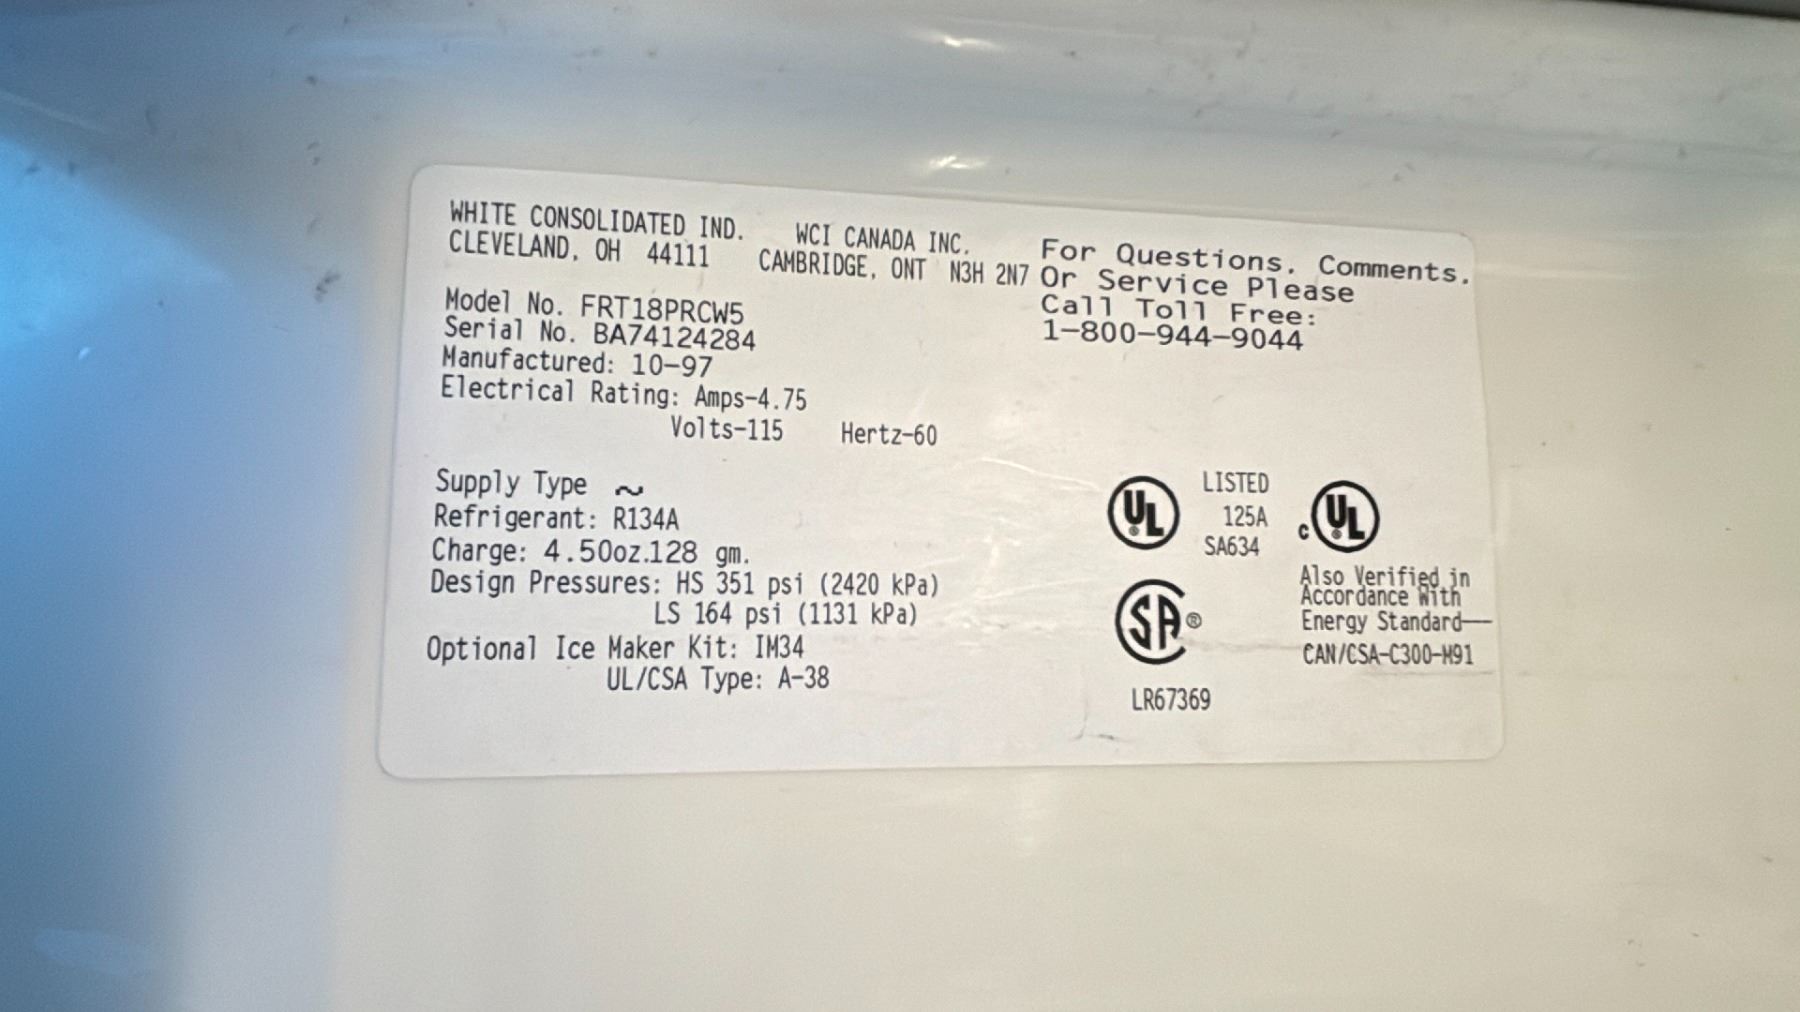 WHITE CONSOLIDATED IND.
CLEVELAND, OH 44111
WCI CANADA INC.
CAMBRIDGE, ONT N3H 2N7
For Questions, Comments,
Or Service Please
Call Toll Free:
1-800-944-9044
Model No. FRT18PRCW5
Serial No. BA74124284
Manufactured: 10-97
Electrical Rating: Amps-4.75
Volts-115 Hertz-60
Supply Type ~
Refrigerant: R134A
Charge: 4.50oz.128 gm.
Design Pressures: HS 351 psi (2420 kPa)
LS 164 psi (1131 kPa)
Optional Ice Maker Kit: IM34
UL/CSA Type: A-38
UL®
LISTED
125A
SA634
C UL®
SA®
LR67369
Also Verified in
Accordance With
Energy Standard—
CAN/CSA-C300-M91